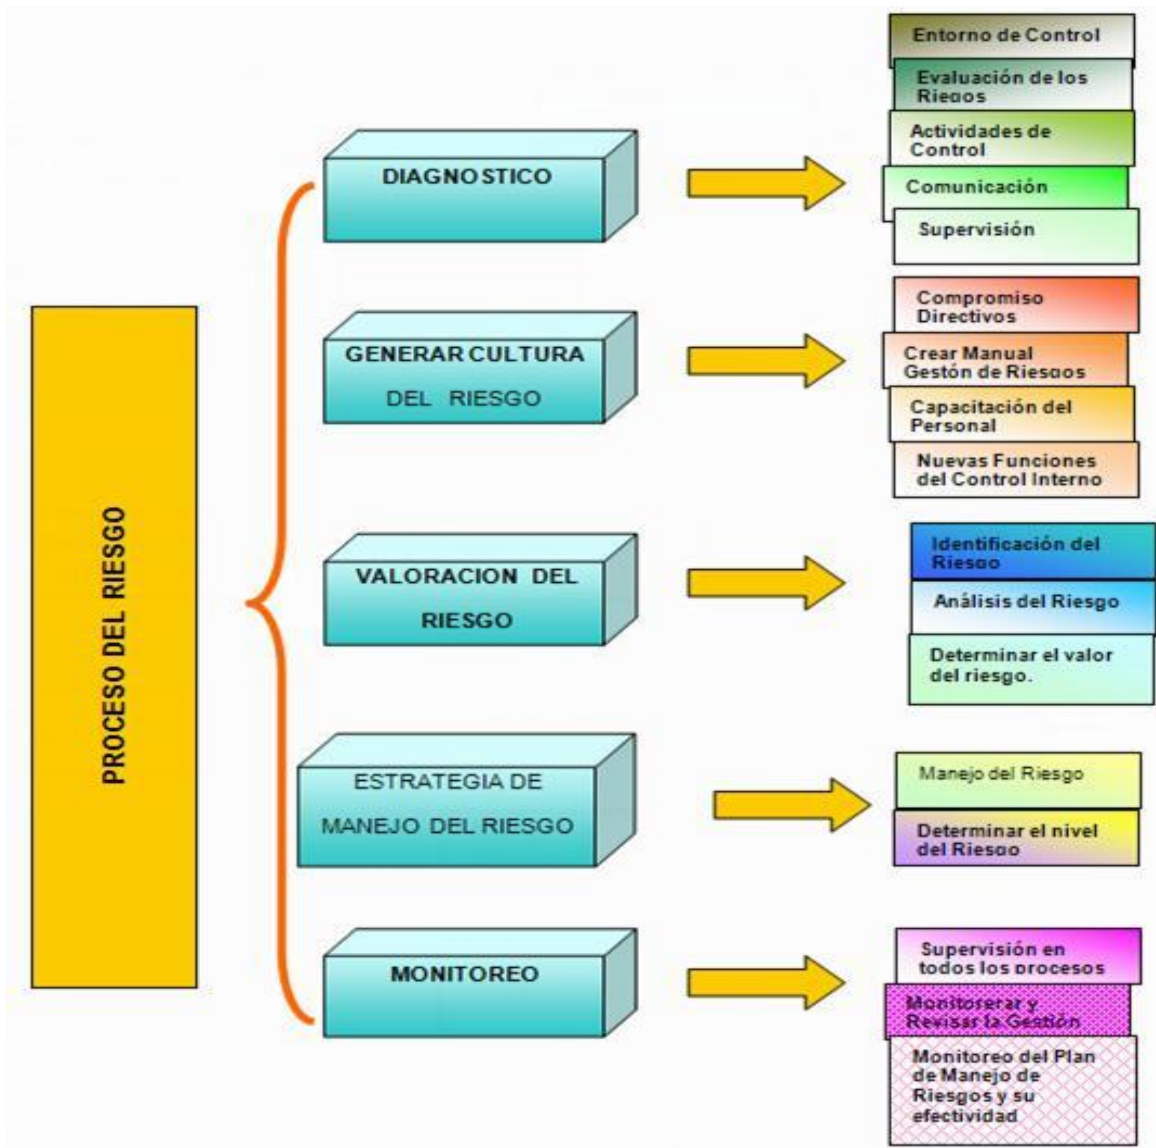 PROCESO DEL RIESGO
DIAGNOSTICO
Entorno de Control
Evaluación de los
Riegos
Actividades de
Control
Comunicación
Supervisión
GENERAR CULTURA
DEL RIESGO
Compromiso
Directivos
Crear Manual
Gestón de Riesgos
Capacitación del
Personal
Nuevas Funciones
del Control Interno
VALORACION DEL
RIESGO
Identificación del
Riesgo
Análisis del Riesgo
Determinar el valor
del riesgo.
ESTRATEGIA DE
MANEJO DEL RIESGO
Manejo del Riesgo
Determinar el nivel
del Riesgo
MONITOREO
Supervisión en
todos los procesos
Monitorerar y
Revisar la Gestión
Monitoreo del Plan
de Manejo de
Riesgos y su
efectividad